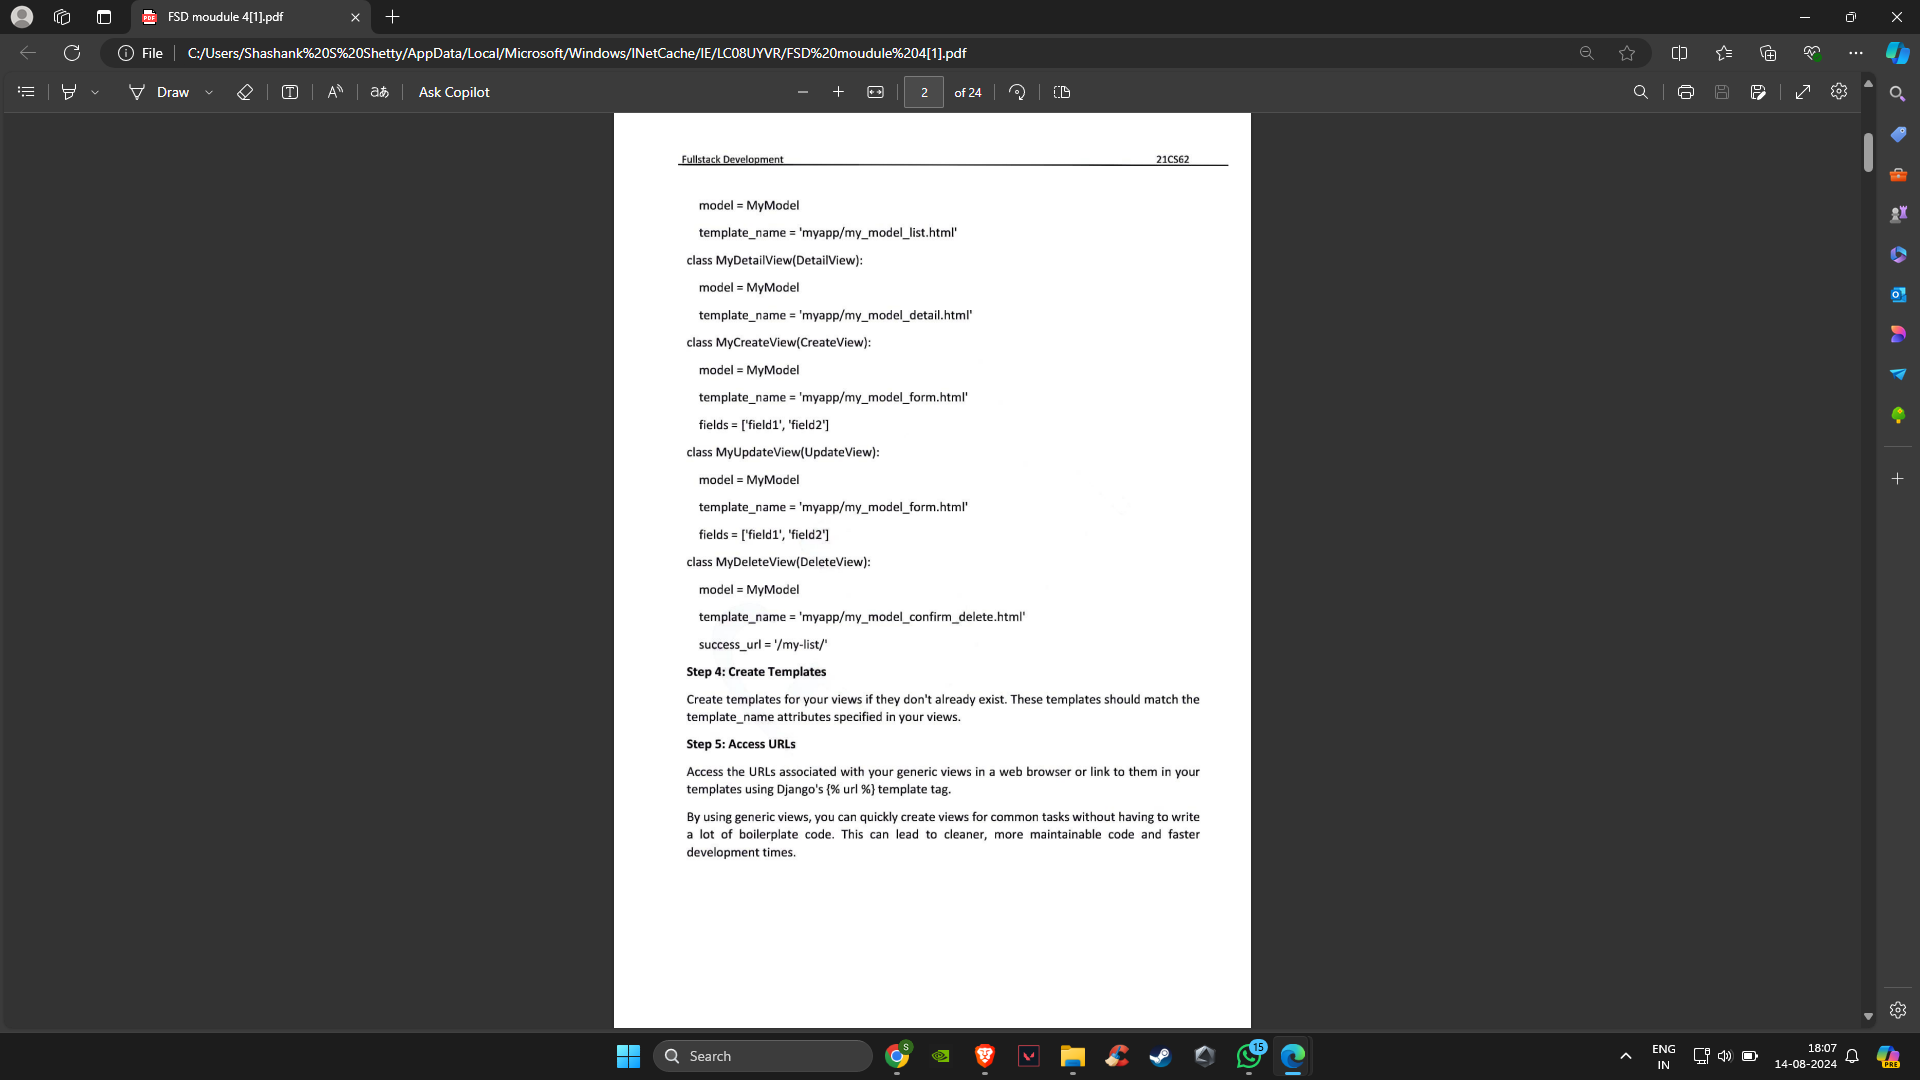 FSD moudule 4[1].pdf
File
C:/Users/Shashank%20S%20Shetty/AppData/Local/Microsoft/Windows/INetCache/IE/LC08UYVR/FSD%20moudule%204[1].pdf
Draw
Ask Copilot
2 of 24
Fullstack Development 21CS62
model = MyModel
template_name = 'myapp/my_model_list.html'
class MyDetailView(DetailView):
model = MyModel
template_name = 'myapp/my_model_detail.html'
class MyCreateView(CreateView):
model = MyModel
template_name = 'myapp/my_model_form.html'
fields = ['field1', 'field2']
class MyUpdateView(UpdateView):
model = MyModel
template_name = 'myapp/my_model_form.html'
fields = ['field1', 'field2']
class MyDeleteView(DeleteView):
model = MyModel
template_name = 'myapp/my_model_confirm_delete.html'
success_url = '/my-list/'
Step 4: Create Templates
Create templates for your views if they don't already exist. These templates should match the
template_name attributes specified in your views.
Step 5: Access URLs
Access the URLs associated with your generic views in a web browser or link to them in your
templates using Django's {% url %} template tag.
By using generic views, you can quickly create views for common tasks without having to write
a lot of boilerplate code. This can lead to cleaner, more maintainable code and faster
development times.
Search
S
15
ENG
IN
18:07
14-08-2024
PRE